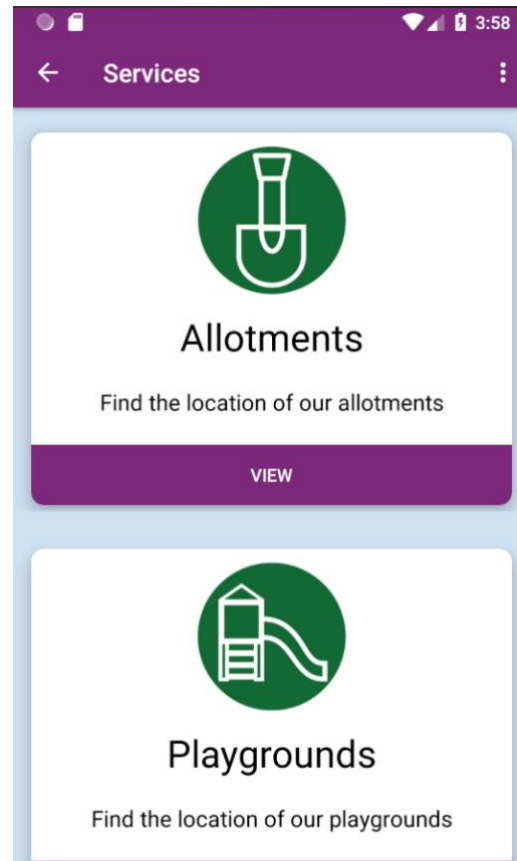 3:58
Services
Allotments
Find the location of our allotments
VIEW
Playgrounds
Find the location of our playgrounds